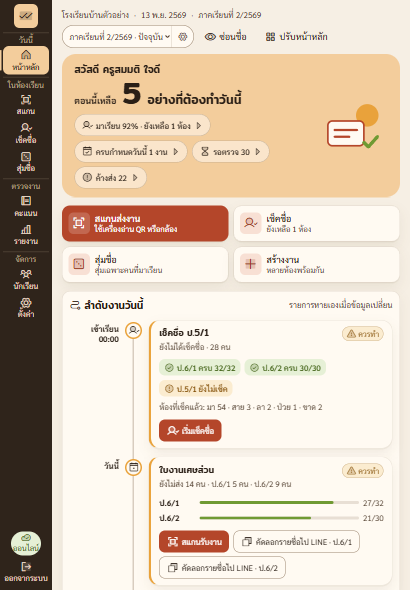 โรงเรียนบ้านตัวอย่าง · 13 พ.ย. 2569 · ภาคเรียนที่ 2/2569
ภาคเรียนที่ 2/2569 · ปัจจุบัน
ซ่อนชื่อ
ปรับหน้าหลัก
วันนี้
หน้าหลัก
ในห้องเรียน
สแกน
เช็คชื่อ
สุ่มชื่อ
ตรวจงาน
คะแนน
รายงาน
จัดการ
นักเรียน
ตั้งค่า
ออนไลน์
ออกจากระบบ
สวัสดี ครูสมมติ ใจดี
ตอนนี้เหลือ 5 อย่างที่ต้องทำวันนี้
มาเรียน 92% · ยังเหลือ 1 ห้อง
ครบกำหนดวันนี้ 1 งาน
รอตรวจ 30
ค้างส่ง 22
สแกนส่งงาน
ใช้เครื่องอ่าน QR หรือกล้อง
เช็คชื่อ
ยังเหลือ 1 ห้อง
สุ่มชื่อ
สุ่มเฉพาะคนที่มาเรียน
สร้างงาน
หลายห้องพร้อมกัน
ลำดับงานวันนี้
รายการหายเองเมื่อข้อมูลเปลี่ยน
เข้าเรียน
00:00
เช็คชื่อ ป.5/1
ควรทำ
ยังไม่ได้เช็คชื่อ · 28 คน
ป.6/1 ครบ 32/32
ป.6/2 ครบ 30/30
ป.5/1 ยังไม่เช็ค
ห้องที่เช็คแล้ว: มา 54 · สาย 3 · ลา 2 · ป่วย 1 · ขาด 2
เริ่มเช็คชื่อ
วันนี้
ใบงานเศษส่วน
ควรทำ
ยังไม่ส่ง 14 คน · ป.6/1 5 คน · ป.6/2 9 คน
ป.6/1 27/32
ป.6/2 21/30
สแกนรับงาน
คัดลอกรายชื่อไป LINE · ป.6/1
คัดลอกรายชื่อไป LINE · ป.6/2